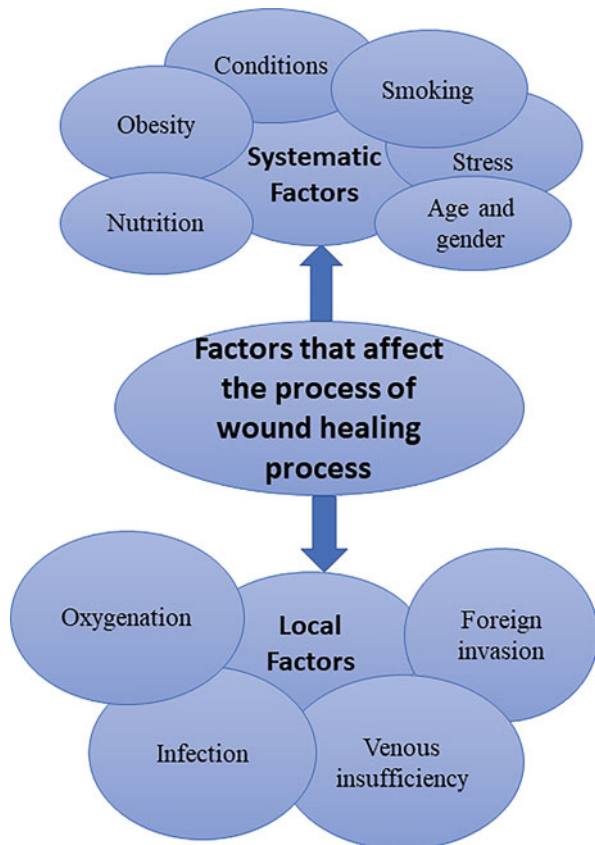 Conditions
Smoking
Obesity
Systematic
Factors
Stress
Nutrition
Age and
gender
Factors that affect
the process of
wound healing
process
Oxygenation
Local
Factors
Foreign
invasion
Infection
Venous
insufficiency